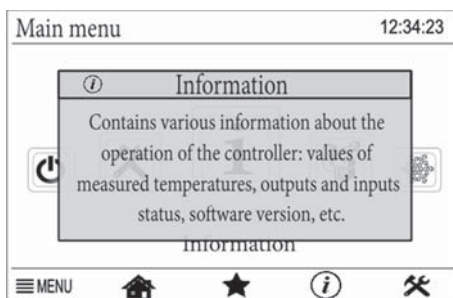 Main menu
12:34:23
Information
Contains various information about the
operation of the controller: values of
measured temperatures, outputs and inputs
status, software version, etc.
Information
MENU